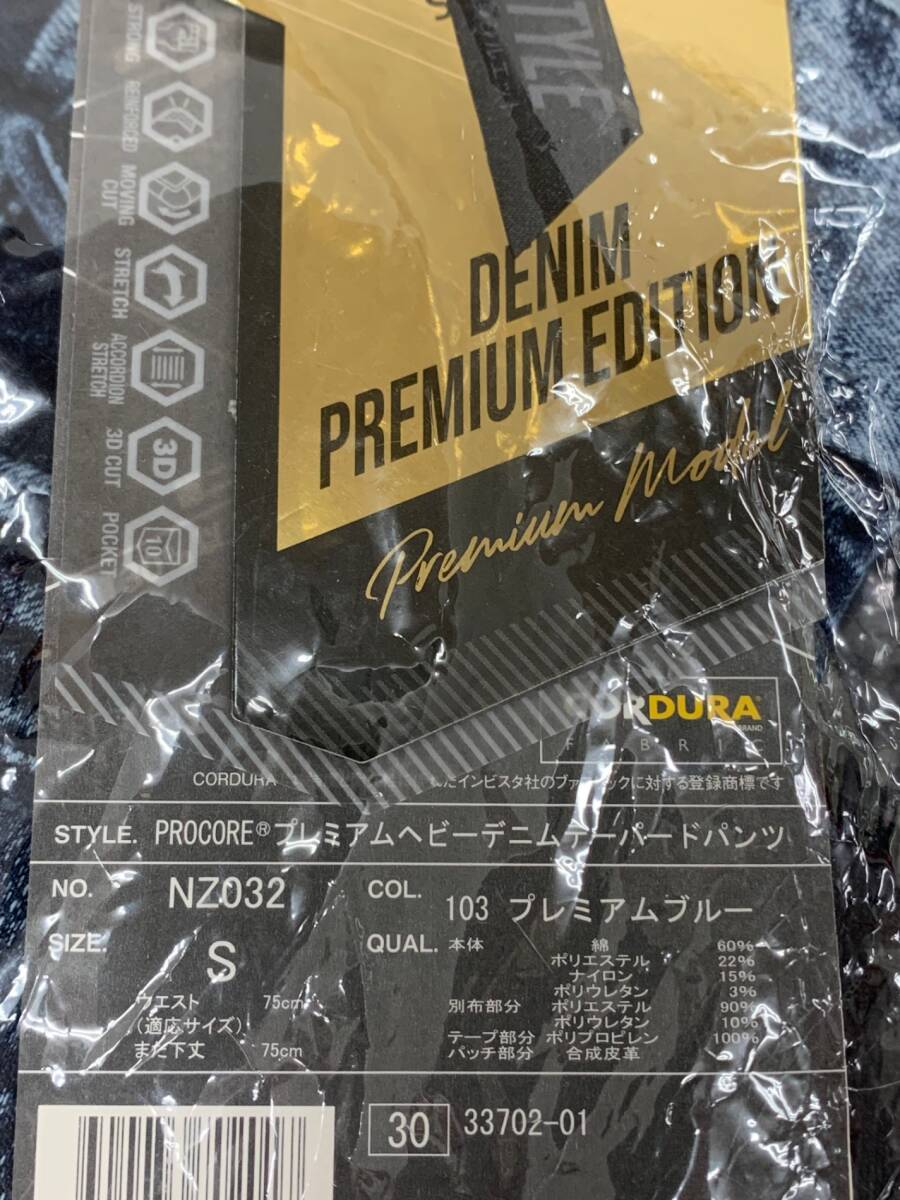 TYLE
DENIM
PREMIUM EDITION
Premium Model
STRONG
REINFORCED
MOVING
CUT
STRETCH
ACCORDION
STRETCH
3D
3D CUT
10
POCKET
CORDURA
BRAND
CORDURA
インビスタ社のファ ックに対する登録商標です
STYLE. PROCORE®プレミアムヘビーデニムテーパードパンツ
NO. NZ032
SIZE. S
ウエスト 75cm
(適応サイズ)
また下丈 75cm
COL. 103 プレミアムブルー
QUAL. 本体 綿 60%
ポリエステル 22%
ナイロン 15%
ポリウレタン 3%
別布部分 ポリエステル 90%
ポリウレタン 10%
テープ部分 ポリプロピレン 100%
パッチ部分 合成皮革
30 33702-01